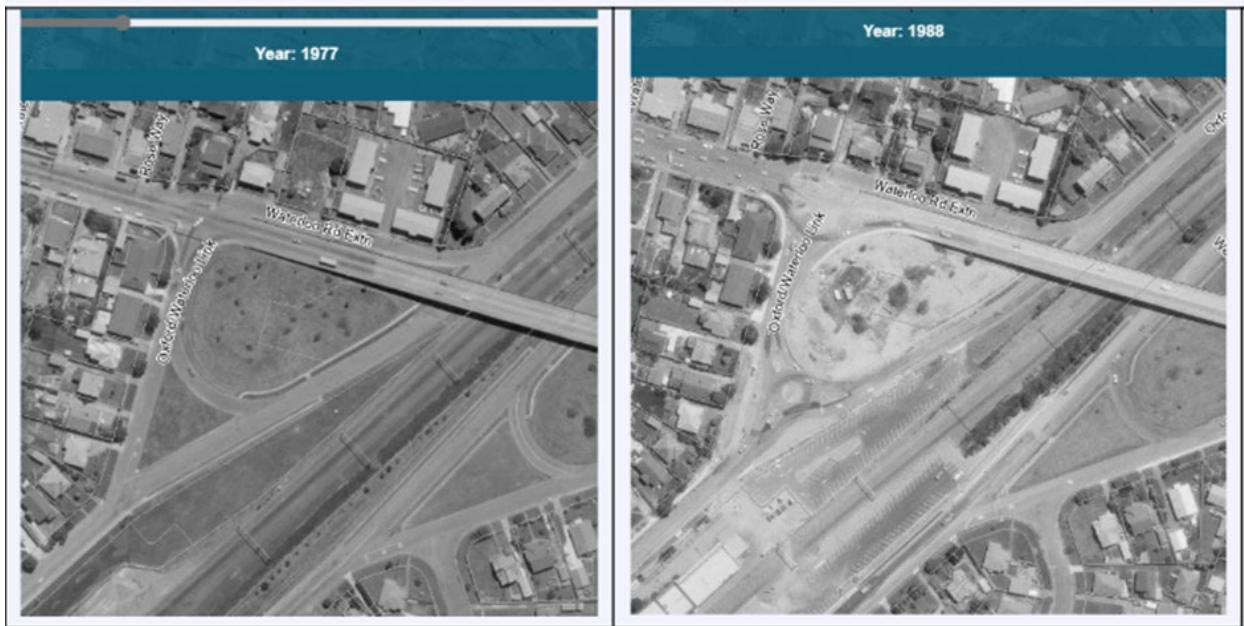 Year: 1977
Rose Way
Waterloo Rd Extn
Oxford/Waterloo Link
Year: 1988
Rose Way
Waterloo Rd Extn
Oxford/Waterloo Link